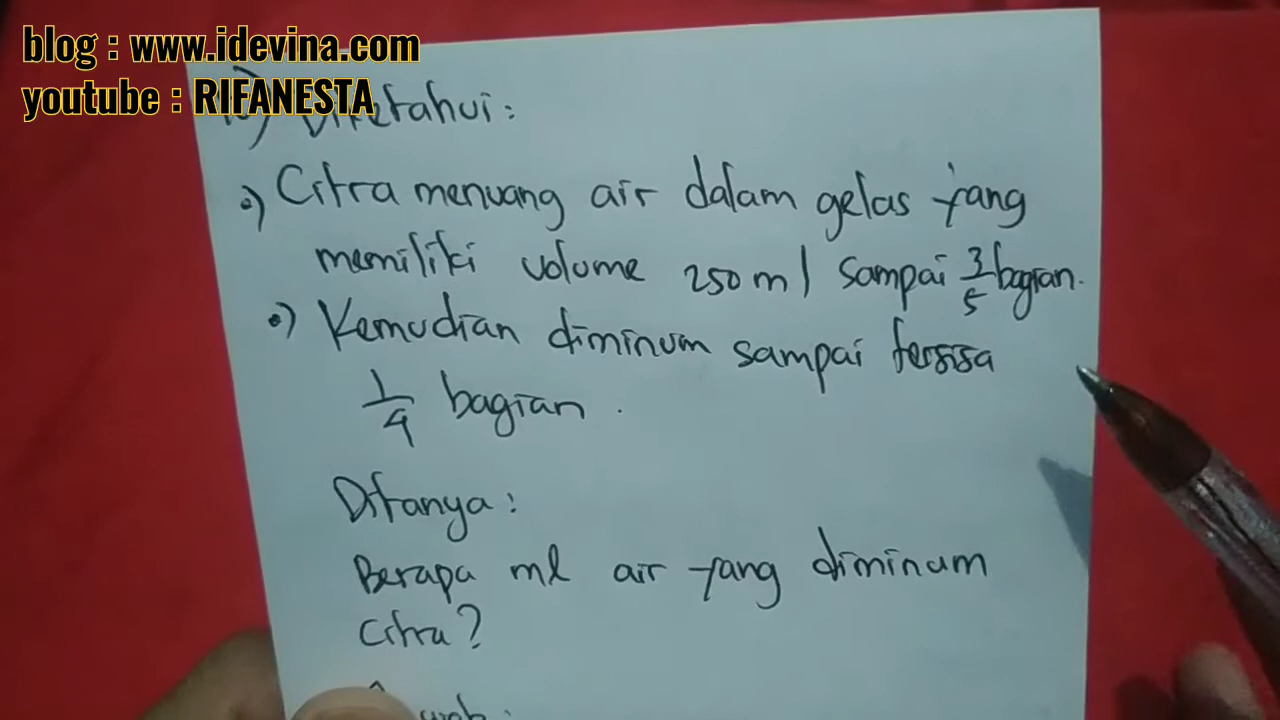 blog : www.idevina.com
youtube : RIFANESTA
Diketahui :
•) Citra menuang air dalam gelas yang
memiliki volume 250 ml sampai 3/5 bagian.
•) Kemudian diminum sampai tersisa
1/4 bagian .
Ditanya :
Berapa ml air yang diminum
Citra ?